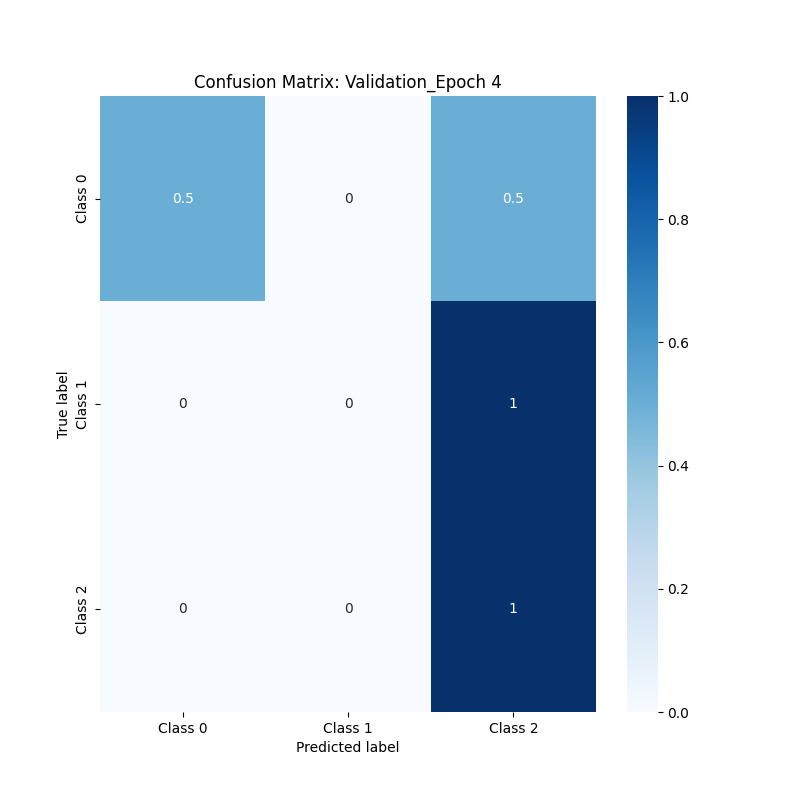 Confusion Matrix: Validation_Epoch 4
True label
Class 0
0.5 0 0.5
Class 1
0 0 1
Class 2
0 0 1
Class 0 Class 1 Class 2
Predicted label
1.0
0.8
0.6
0.4
0.2
0.0